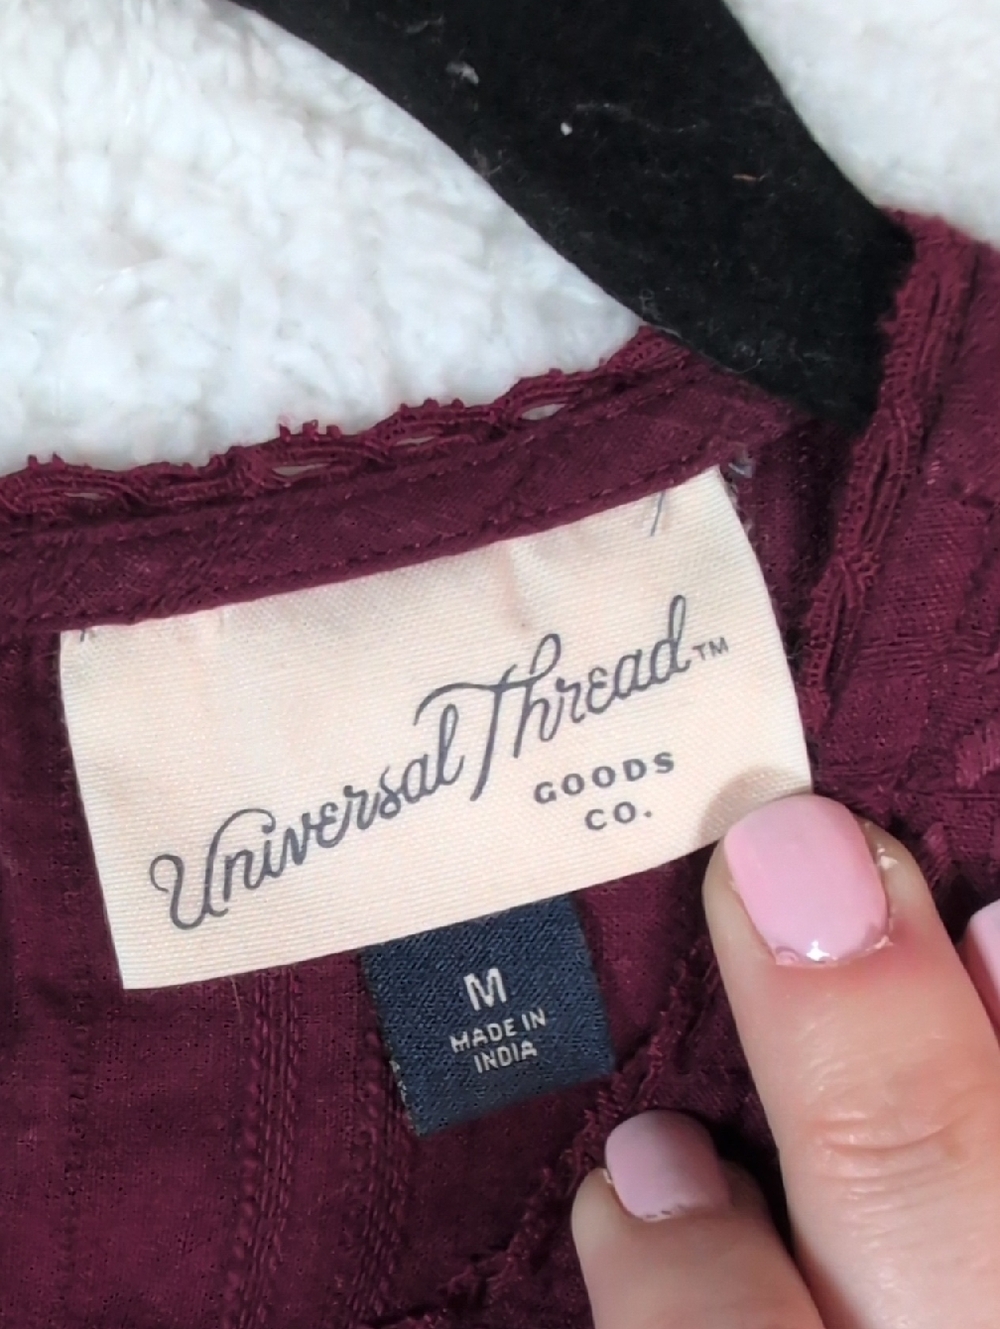 Universal Thread™
GOODS
CO.
M
MADE IN
INDIA